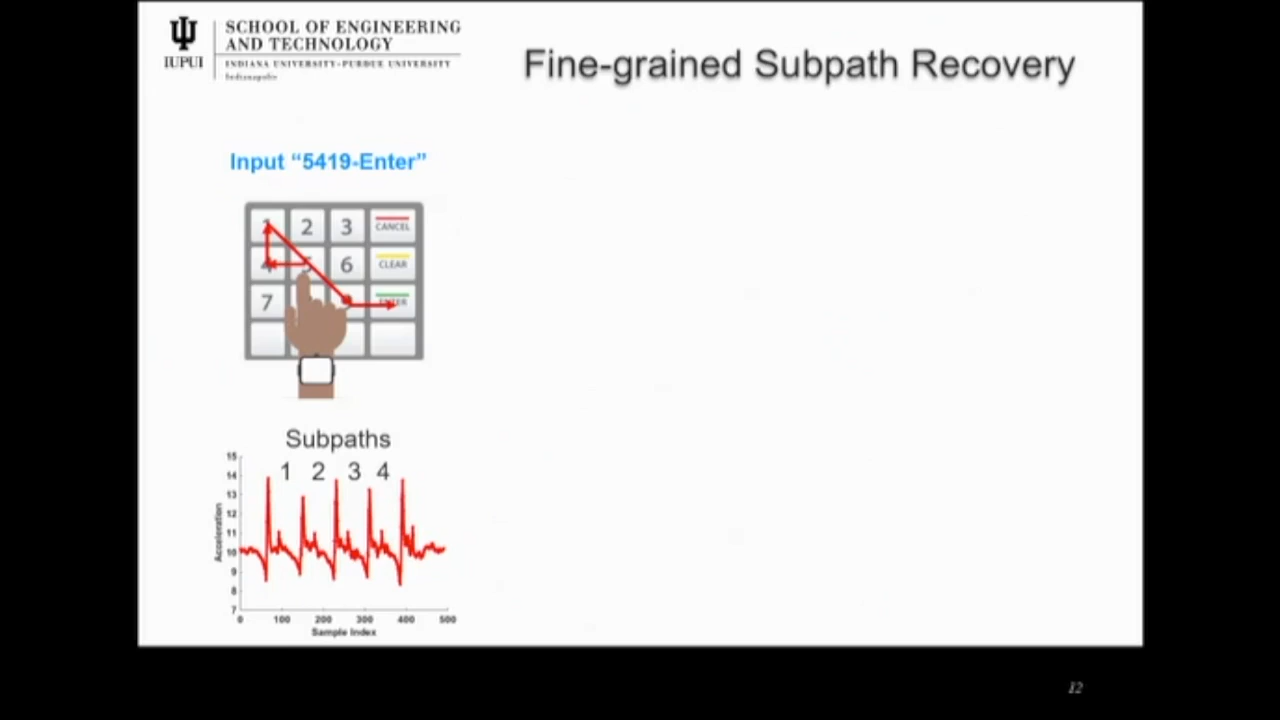 SCHOOL OF ENGINEERING
AND TECHNOLOGY
IUPUI
INDIANA UNIVERSITY-PURDUE UNIVERSITY
Indianapolis
Fine-grained Subpath Recovery
Input “5419-Enter”
1 2 3 CANCEL
4 5 6 CLEAR
7 9 ENTER
Subpaths
1 2 3 4
15
14
13
12
11
10
9
8
7
Acceleration
0 100 200 300 400 500
Sample Index
12